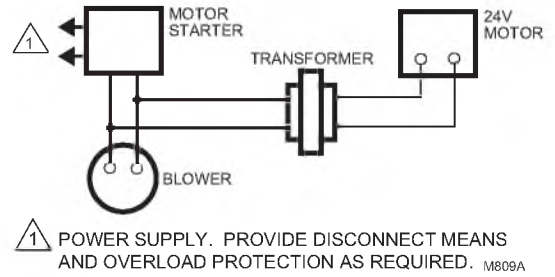 MOTOR
STARTER
24V
MOTOR
1
TRANSFORMER
BLOWER
1 POWER SUPPLY. PROVIDE DISCONNECT MEANS
AND OVERLOAD PROTECTION AS REQUIRED. M809A